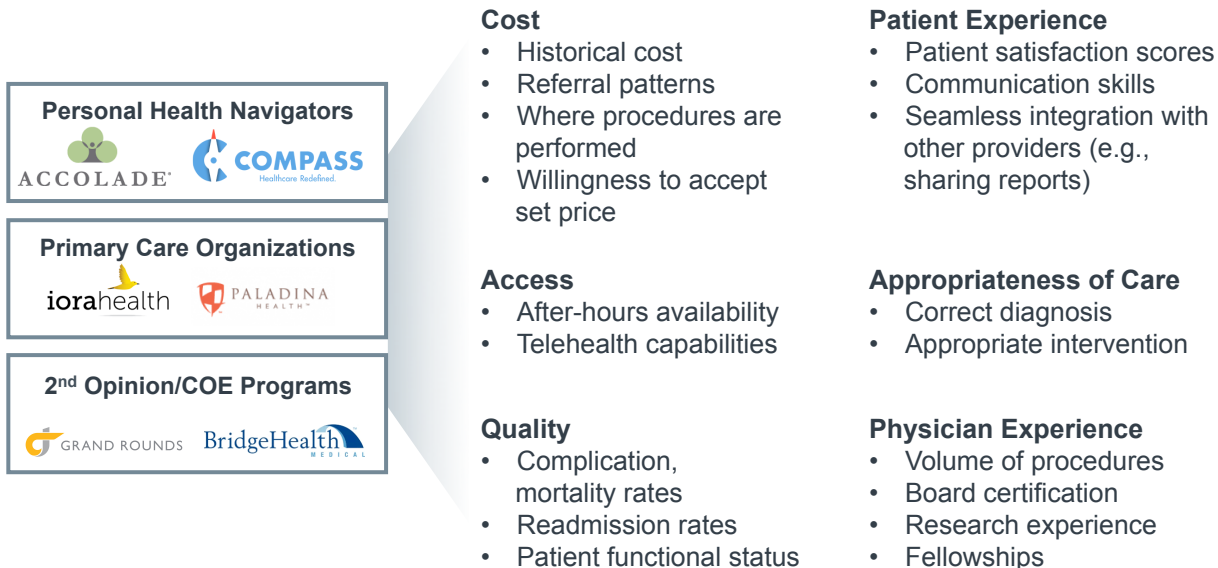 Personal Health Navigators
ACCOLADE
COMPASS
Healthcare Redefined.
Primary Care Organizations
iorahealth
PALADINA
HEALTH™
2nd Opinion/COE Programs
GRAND ROUNDS
BridgeHealth™
MEDICAL
Cost
• Historical cost
• Referral patterns
• Where procedures are
performed
• Willingness to accept
set price
Access
• After-hours availability
• Telehealth capabilities
Quality
• Complication,
mortality rates
• Readmission rates
• Patient functional status
Patient Experience
• Patient satisfaction scores
• Communication skills
• Seamless integration with
other providers (e.g.,
sharing reports)
Appropriateness of Care
• Correct diagnosis
• Appropriate intervention
Physician Experience
• Volume of procedures
• Board certification
• Research experience
• Fellowships